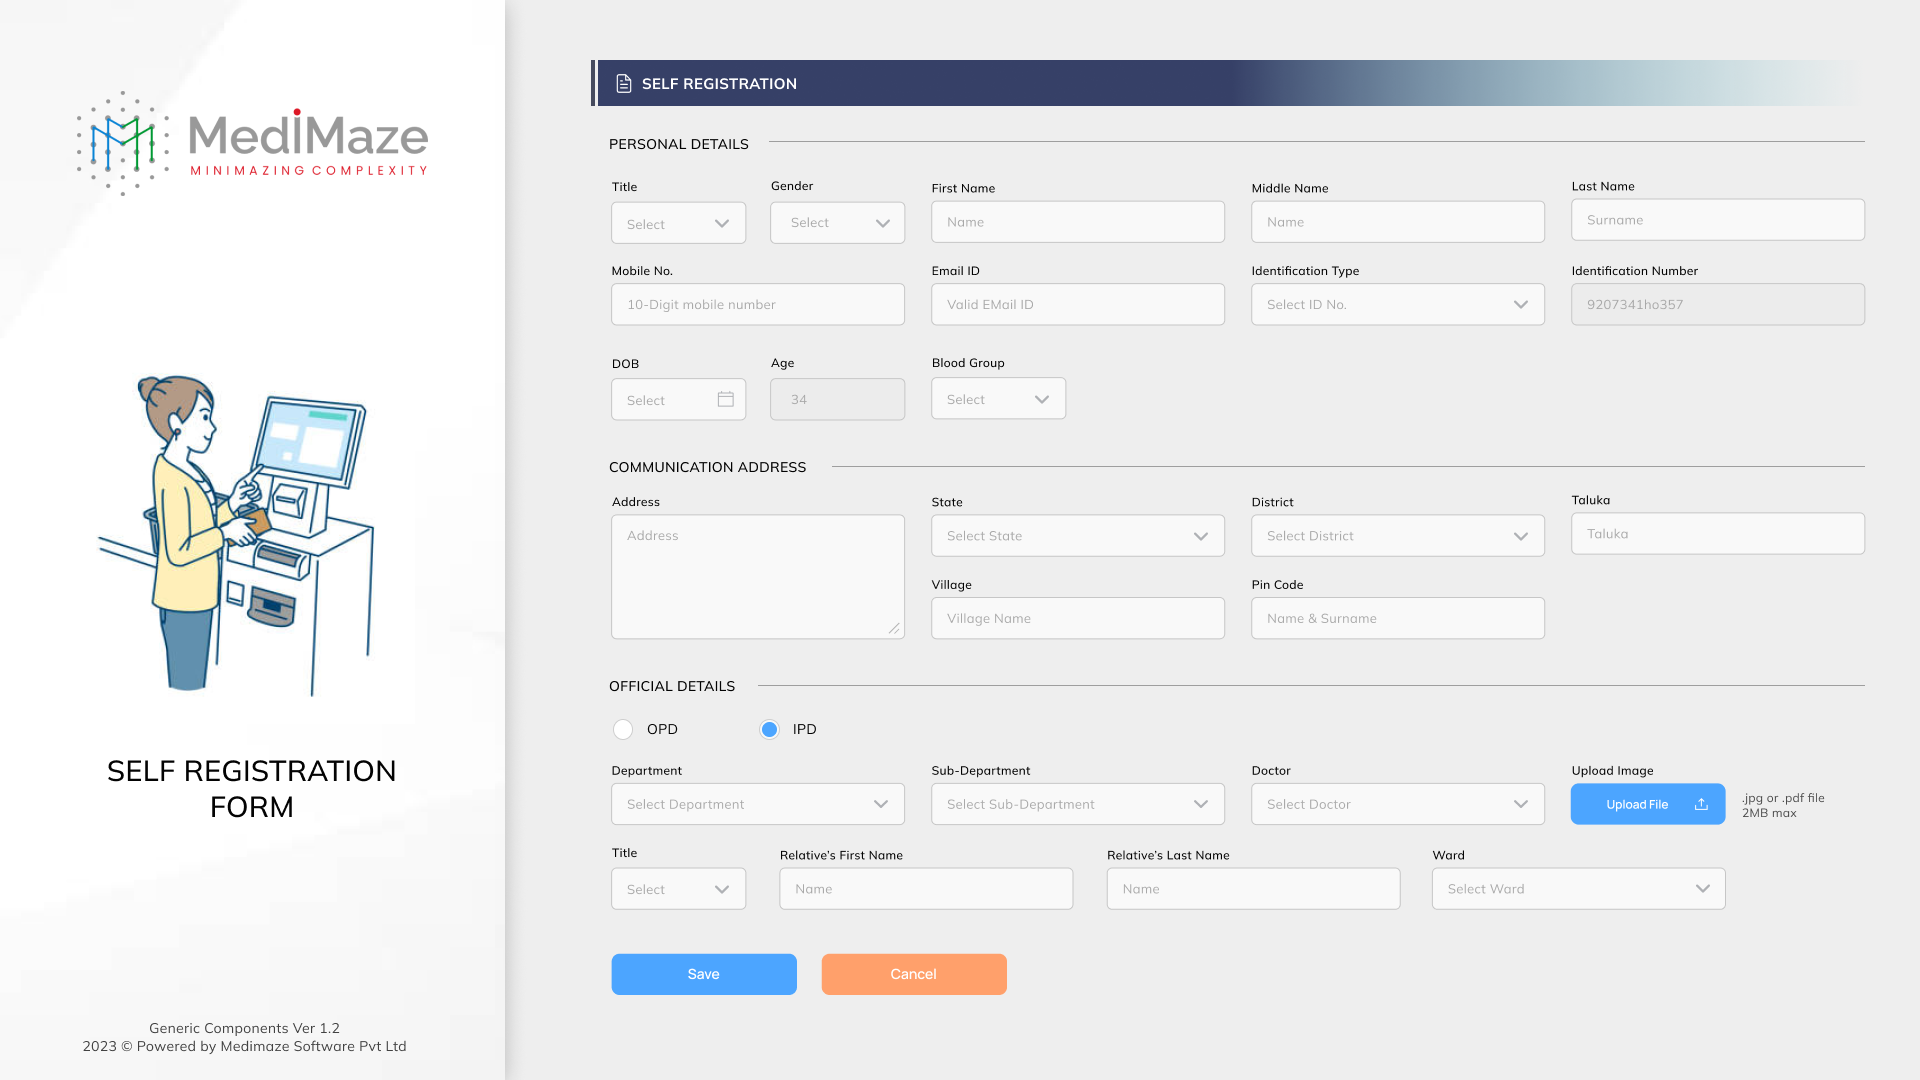 MediMaze
MINIMAZING COMPLEXITY
SELF REGISTRATION
FORM
Generic Components Ver 1.2
2023 © Powered by Medimaze Software Pvt Ltd
SELF REGISTRATION
PERSONAL DETAILS
Title
Gender
First Name
Middle Name
Last Name
Select
Select
Name
Name
Surname
Mobile No.
Email ID
Identification Type
Identification Number
10-Digit mobile number
Valid EMail ID
Select ID No.
9207341ho357
DOB
Age
Blood Group
Select
34
Select
COMMUNICATION ADDRESS
Address
State
District
Taluka
Address
Select State
Select District
Taluka
Village
Pin Code
Village Name
Name & Surname
OFFICIAL DETAILS
OPD
IPD
Department
Sub-Department
Doctor
Upload Image
Select Department
Select Sub-Department
Select Doctor
Upload File
.jpg or .pdf file
2MB max
Title
Relative's First Name
Relative's Last Name
Ward
Select
Name
Name
Select Ward
Save
Cancel